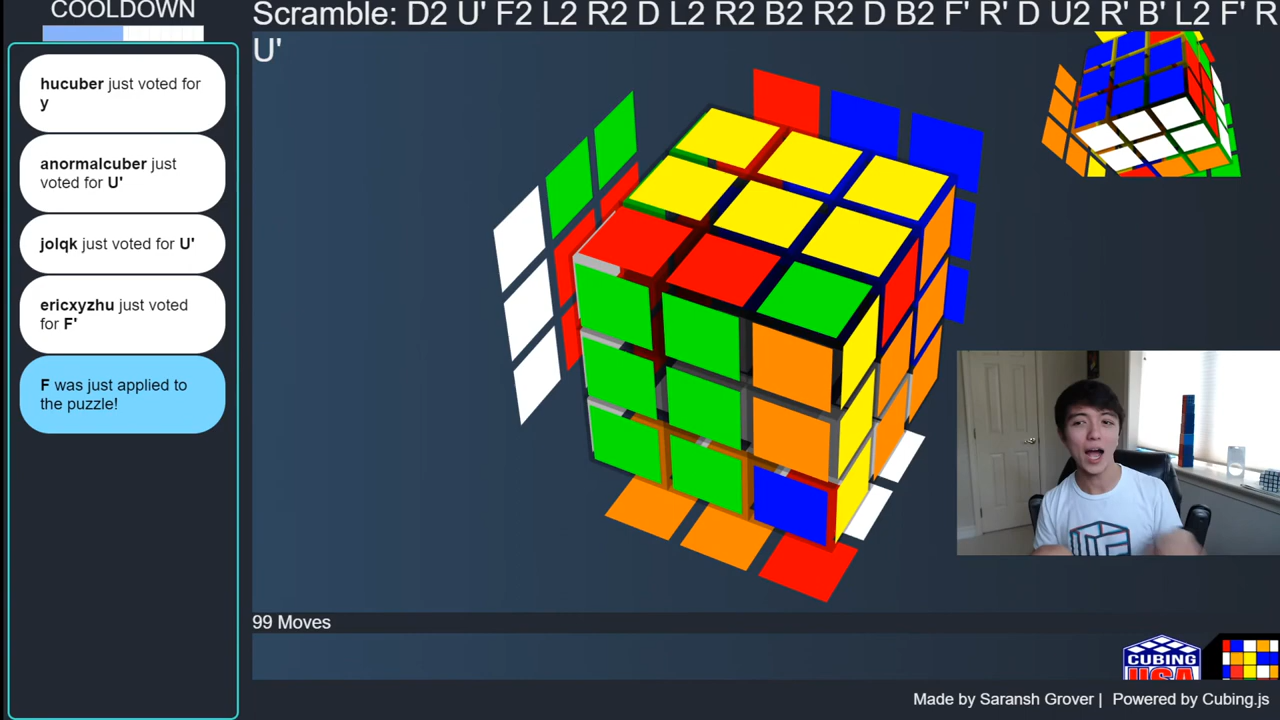 COOLDOWN
Scramble: D2 U' F2 L2 R2 D L2 R2 B2 R2 D B2 F' R' D U2 R' B' L2 F' R
U'
hucuber just voted for
y
anormalcuber just
voted for U'
jolqk just voted for U'
ericxyzhu just voted
for F'
F was just applied to
the puzzle!
99 Moves
CUBING
USA
Made by Saransh Grover | Powered by Cubing.js